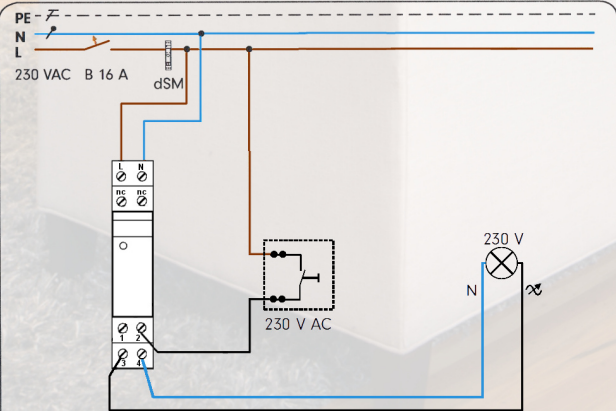 PE
N
L
230 VAC B 16 A
dSM
L N
nc nc
230 V
N
230 V AC
1 2
3 4